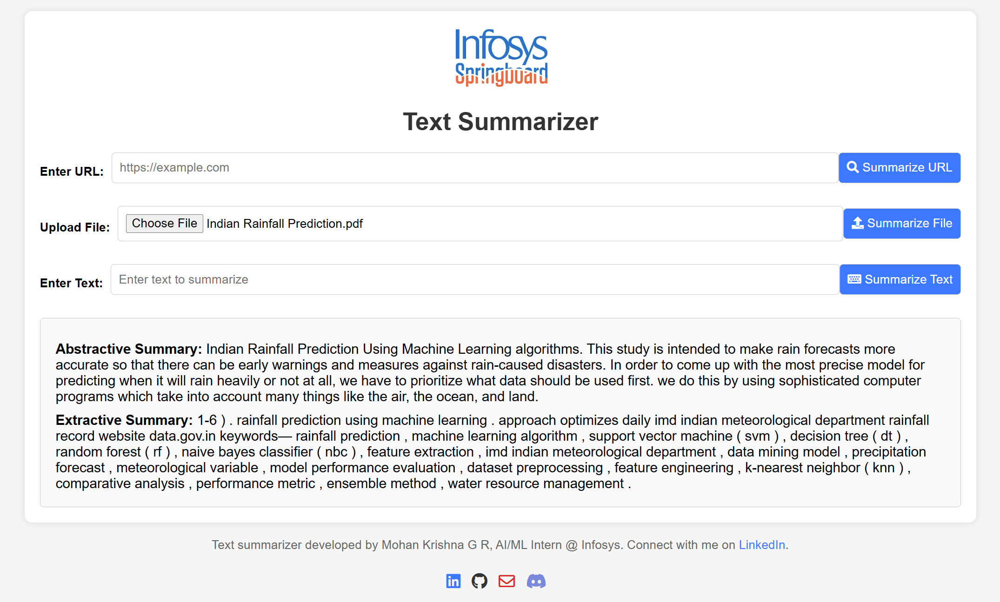 Infosys
Springboard
Text Summarizer
Enter URL: https://example.com Summarize URL
Upload File: Choose File Indian Rainfall Prediction.pdf Summarize File
Enter Text: Enter text to summarize Summarize Text
Abstractive Summary: Indian Rainfall Prediction Using Machine Learning algorithms. This study is intended to make rain forecasts more
accurate so that there can be early warnings and measures against rain-caused disasters. In order to come up with the most precise model for
predicting when it will rain heavily or not at all, we have to prioritize what data should be used first. we do this by using sophisticated computer
programs which take into account many things like the air, the ocean, and land.
Extractive Summary: 1-6 ) . rainfall prediction using machine learning . approach optimizes daily imd indian meteorological department rainfall
record website data.gov.in keywords— rainfall prediction , machine learning algorithm , support vector machine ( svm ) , decision tree ( dt ) ,
random forest ( rf ) , naive bayes classifier ( nbc ) , feature extraction , imd indian meteorological department , data mining model , precipitation
forecast , meteorological variable , model performance evaluation , dataset preprocessing , feature engineering , k-nearest neighbor ( knn ) ,
comparative analysis , performance metric , ensemble method , water resource management .
Text summarizer developed by Mohan Krishna G R, AI/ML Intern @ Infosys. Connect with me on LinkedIn.
in